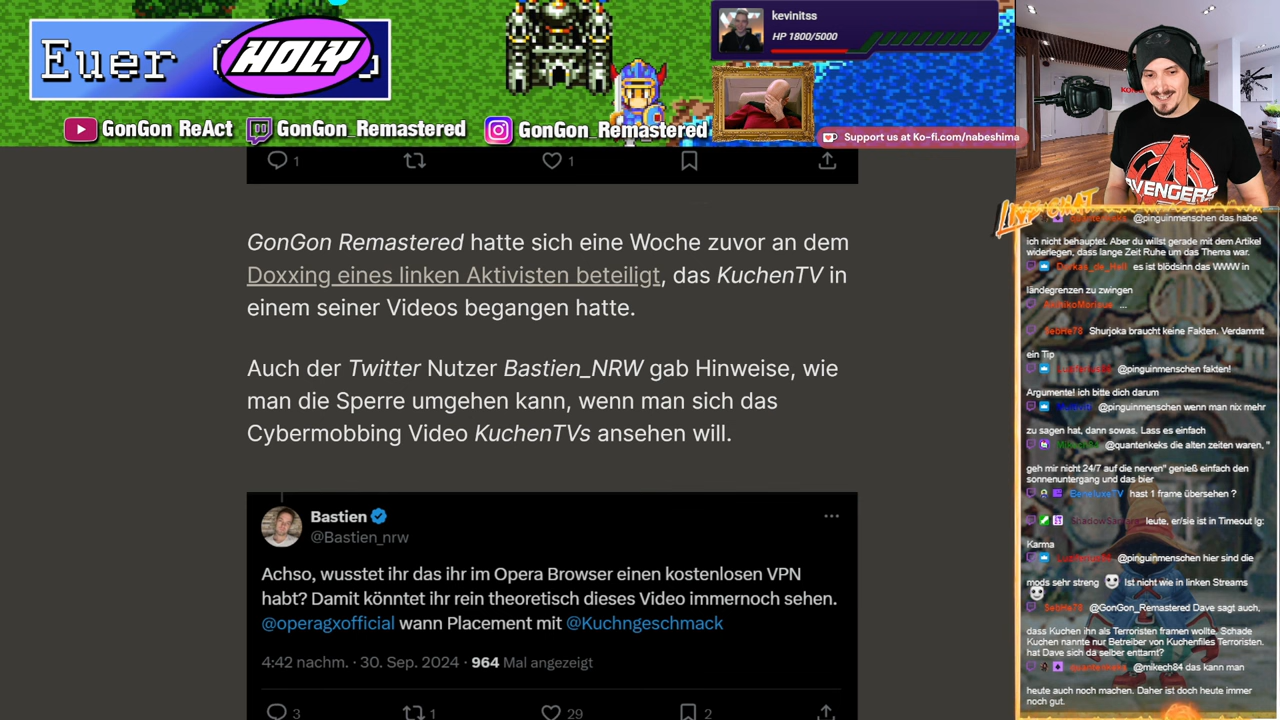 Euer
HOLY
kevinitss
HP 1800/5000
GonGon ReAct
GonGon_Remastered
GonGon_Remastered
Support us at Ko-fi.com/nabeshima
1
1
GonGon Remastered hatte sich eine Woche zuvor an dem
Doxxing eines linken Aktivisten beteiligt, das KuchenTV in
einem seiner Videos begangen hatte.
Auch der Twitter Nutzer Bastien_NRW gab Hinweise, wie
man die Sperre umgehen kann, wenn man sich das
Cybermobbing Video KuchenTVs ansehen will.
Bastien
@Bastien_nrw
Achso, wusstet ihr das ihr im Opera Browser einen kostenlosen VPN
habt? Damit könntet ihr rein theoretisch dieses Video immernoch sehen.
@operagxofficial wann Placement mit @Kuchngeschmack
4:42 nachm. · 30. Sep. 2024 · 964 Mal angezeigt
3
1
29
2
AVENGERS
LIVE CHAT
@pinguinmenschen das habe
ich nicht behauptet. Aber du willst gerade mit dem Artikel
widerlegen, dass lange Zeit Ruhe um das Thema war.
es ist blödsinn das WWW in
ländegrenzen zu zwingen
...
SebHe78 Shurjoka braucht keine Fakten. Verdammt
ein Tip
@pinguinmenschen fakten!
Argumente! ich bitte dich darum
@pinguinmenschen wenn man nix mehr
zu sagen hat, dann sowas. Lass es einfach
@quantenkeks die alten zeiten waren, "
geh mir nicht 24/7 auf die nerven" genieß einfach den
sonnenuntergang und das bier
BeneluxeTV hast 1 frame übersehen ?
leute, er/sie ist in Timeout lg:
Karma
@pinguinmenschen hier sind die
mods sehr streng Ist nicht wie in linken Streams
SebHe78 @GonGon_Remastered Dave sagt auch,
dass Kuchen ihn als Terroristen framen wollte. Schade
Kuchen nannte nur Betreiber von Kuchenfiles Terroristen.
hat Dave sich da selber enttarnt?
@mikech84 das kann man
heute auch noch machen. Daher ist doch heute immer
noch gut.